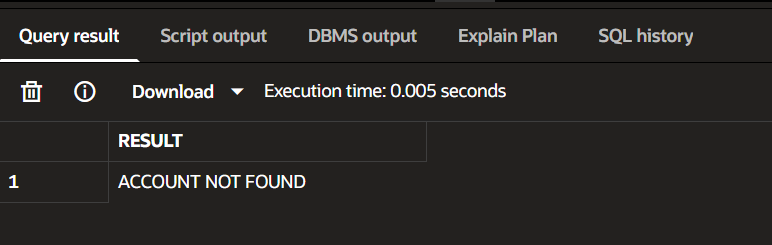 Query result Script output DBMS output Explain Plan SQL history
Download Execution time: 0.005 seconds
RESULT
1 ACCOUNT NOT FOUND